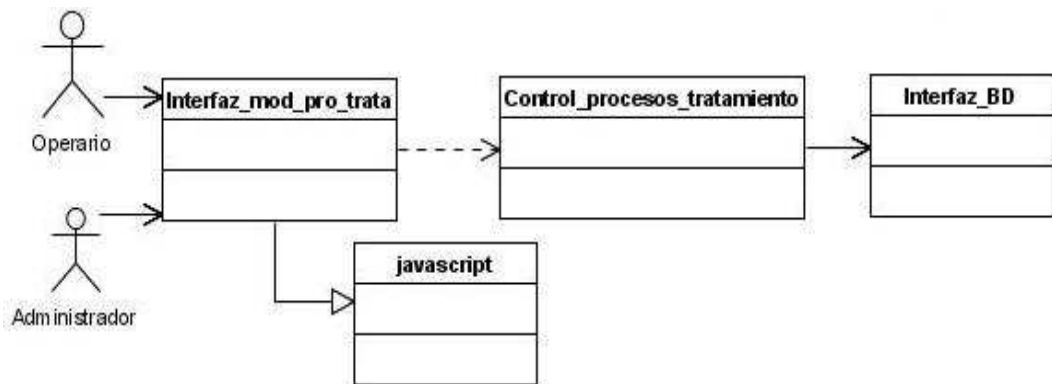 Operario
Interfaz_mod_pro_trata
Control_procesos_tratamiento
Interfaz_BD
Administrador
javascript